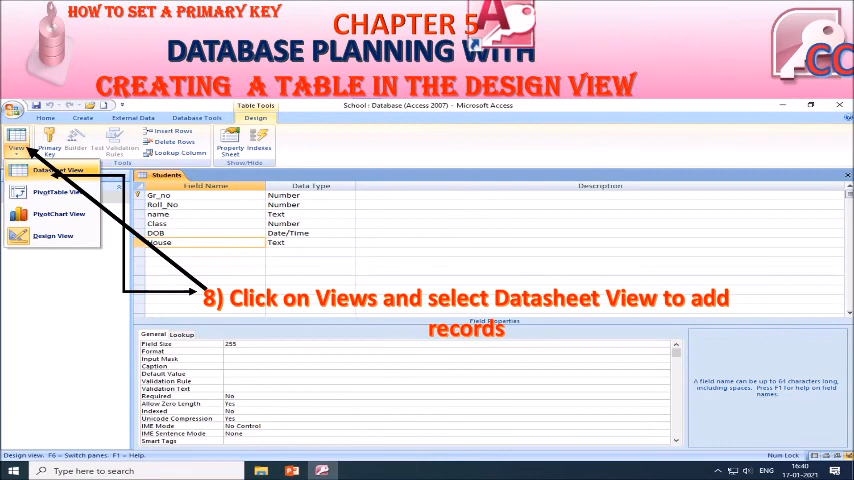 HOW TO SET A PRIMARY KEY
CHAPTER 5
DATABASE PLANNING WITH
CREATING A TABLE IN THE DESIGN VIEW
CC
Table Tools
School : Database (Access 2007) - Microsoft Access
Home Create External Data Database Tools Design
View
Primary Key
Builder
Test Validation Rules
Insert Rows
Delete Rows
Lookup Column
Property Sheet
Indexes
Tools
Show/Hide
Datasheet View
PivotTable View
PivotChart View
Design View
Students
Field Name Data Type Description
Gr_no Number
Roll_No Number
name Text
Class Number
DOB Date/Time
House Text
8) Click on Views and select Datasheet View to add
records
Field Properties
General Lookup
Field Size 255
Format
Input Mask
Caption
Default Value
Validation Rule
Validation Text
Required No
Allow Zero Length Yes
Indexed No
Unicode Compression Yes
IME Mode No Control
IME Sentence Mode None
Smart Tags
A field name can be up to 64 characters long,
including spaces. Press F1 for help on field
names.
Design view. F6 = Switch panes. F1 = Help.
Num Lock
Type here to search
ENG
16:40
17-01-2021